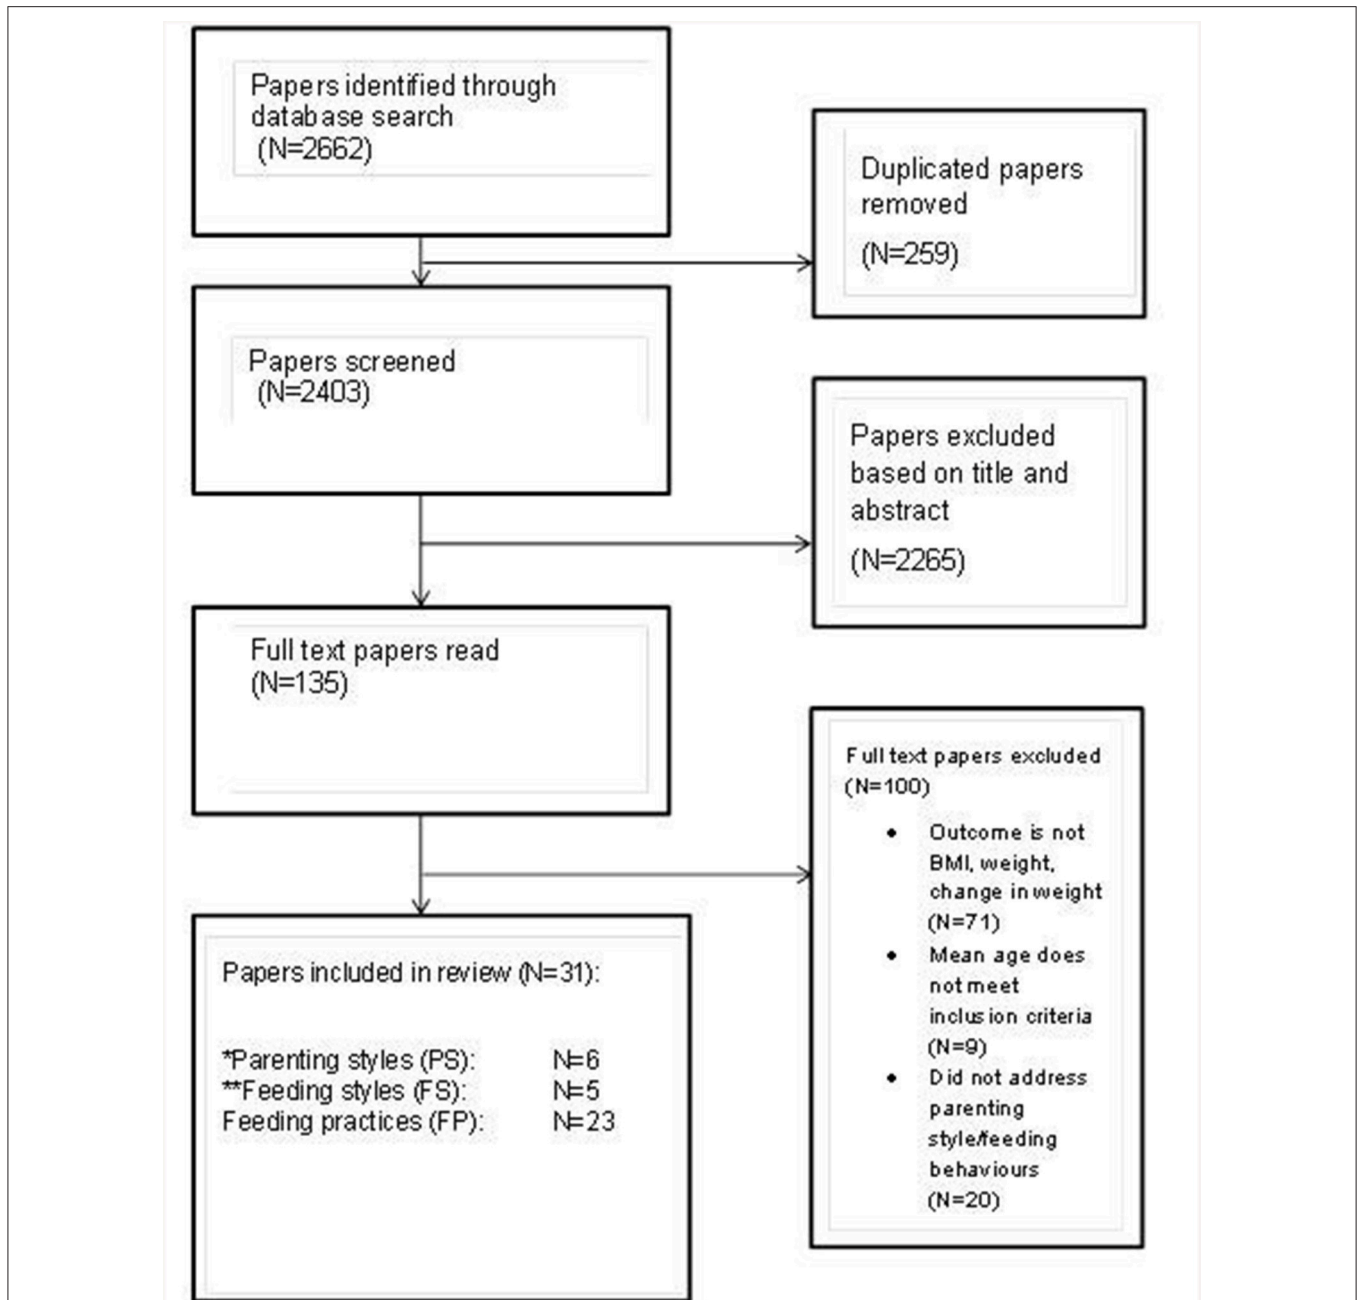 Papers identified through
database search
(N=2662)
Duplicated papers
removed
(N=259)
Papers screened
(N=2403)
Papers excluded
based on title and
abstract
(N=2265)
Full text papers read
(N=135)
Full text papers excluded
(N=100)
• Outcome is not
BMI, weight,
change in weight
(N=71)
• Mean age does
not meet
inclusion criteria
(N=9)
• Did not address
parenting
style/feeding
behaviours
(N=20)
Papers included in review (N=31):
*Parenting styles (PS): N=6
**Feeding styles (FS): N=5
Feeding practices (FP): N=23